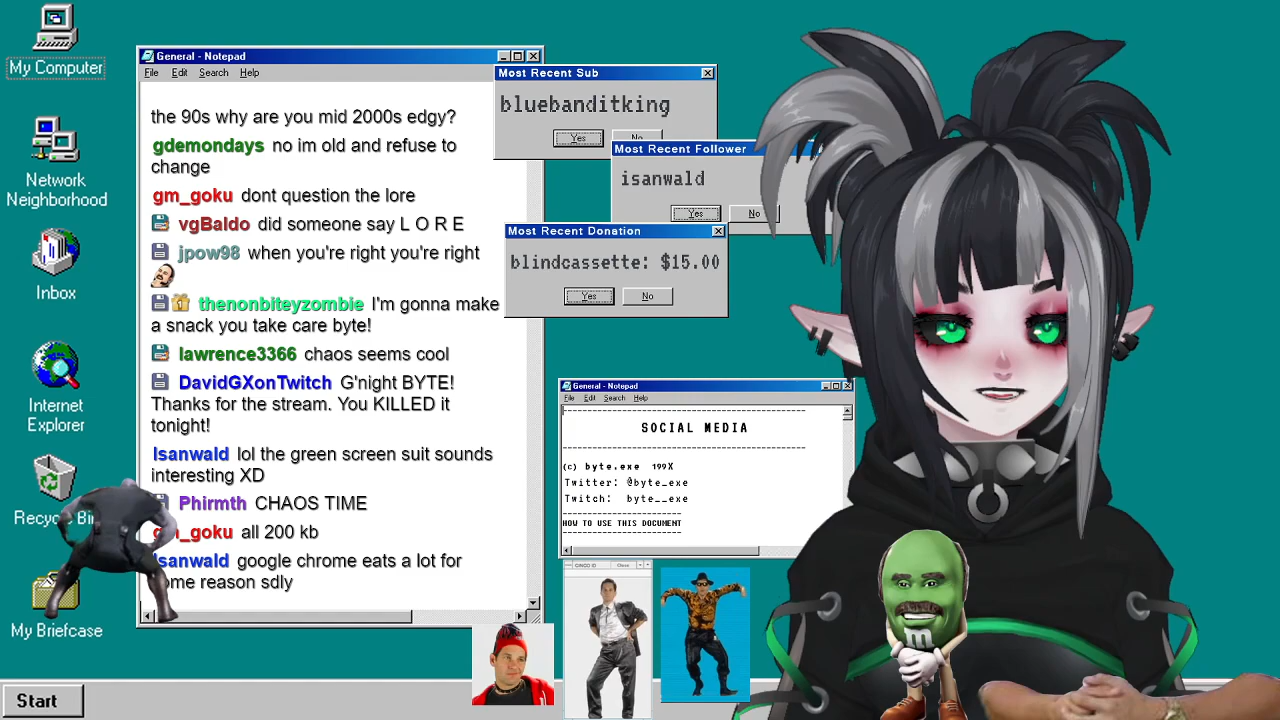 My Computer
Network
Neighborhood
Inbox
Internet
Explorer
My Briefcase
Start
General - Notepad
File Edit Search Help
the 90s why are you mid 2000s edgy?
gdemondays no im old and refuse to
change
gm_goku dont question the lore
vgBaldo did someone say L O R E
jpow98 when you're right you're right
thenonbiteyzombie I'm gonna make
a snack you take care byte!
lawrence3366 chaos seems cool
DavidGXonTwitch G'night BYTE!
Thanks for the stream. You KILLED it
tonight!
Isanwald lol the green screen suit sounds
interesting XD
Phirmth CHAOS TIME
gm_goku all 200 kb
Isanwald google chrome eats a lot for
some reason sdly
Most Recent Sub
bluebanditking
Yes No
Most Recent Follower
isanwald
Yes No
Most Recent Donation
blindcassette: $15.00
Yes No
General - Notepad
File Edit Search Help
SOCIAL MEDIA
(c) byte.exe 199X
Twitter: @byte_exe
Twitch: byte__exe
HOW TO USE THIS DOCUMENT
m